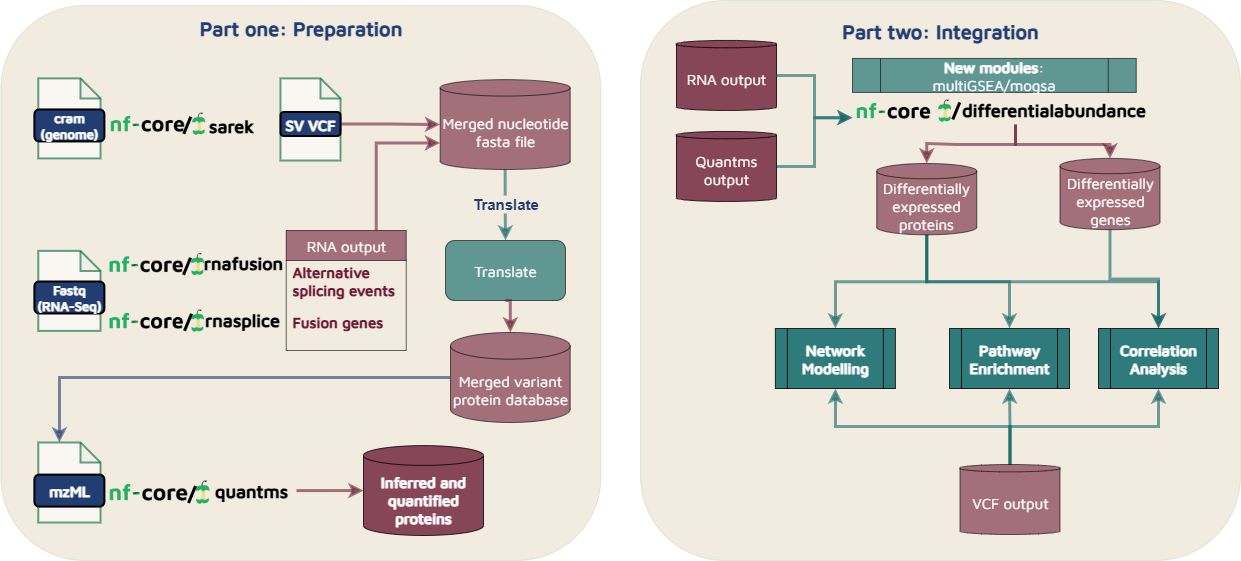 Part one: Preparation
cram
(genome)
nf-core/sarek
SV VCF
Merged nucleotide
fasta file
Translate
RNA output
Alternative
splicing events
Fusion genes
Translate
Fastq
(RNA-Seq)
nf-core/rnafusion
nf-core/rnasplice
Merged variant
protein database
mzML
nf-core/quantms
Inferred and
quantified
proteins
Part two: Integration
RNA output
Quantms
output
New modules:
multiGSEA/mogsa
nf-core /differentialabundance
Differentially
expressed
proteins
Differentially
expressed
genes
Network
Modelling
Pathway
Enrichment
Correlation
Analysis
VCF output